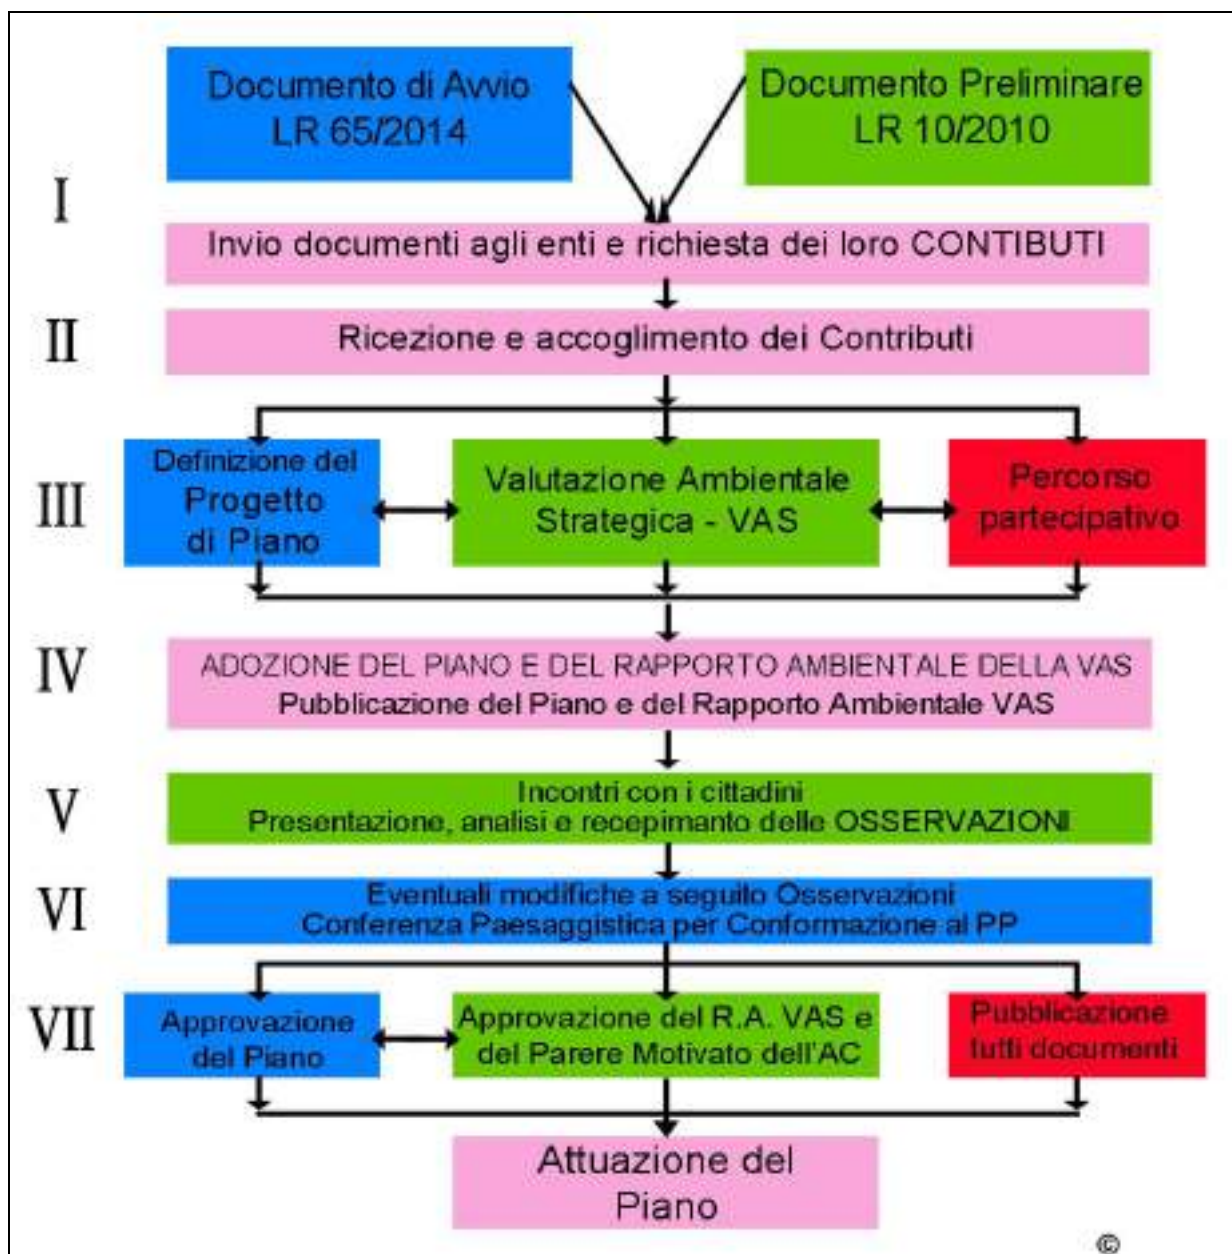 Documento di Avvio
LR 65/2014
Documento Preliminare
LR 10/2010
I
Invio documenti agli enti e richiesta dei loro CONTIBUTI
II
Ricezione e accoglimento dei Contributi
III
Definizione del
Progetto
di Piano
Valutazione Ambientale
Strategica - VAS
Percorso
partecipativo
IV
ADOZIONE DEL PIANO E DEL RAPPORTO AMBIENTALE DELLA VAS
Pubblicazione del Piano e del Rapporto Ambientale VAS
V
Incontri con i cittadini
Presentazione, analisi e recepimanto delle OSSERVAZIONI
VI
Eventuali modifiche a seguito Osservazioni
Conferenza Paesaggistica per Conformazione al PP
VII
Approvazione
del Piano
Approvazione del R.A. VAS e
del Parere Motivato dell'AC
Pubblicazione
tutti documenti
Attuazione del
Piano
©